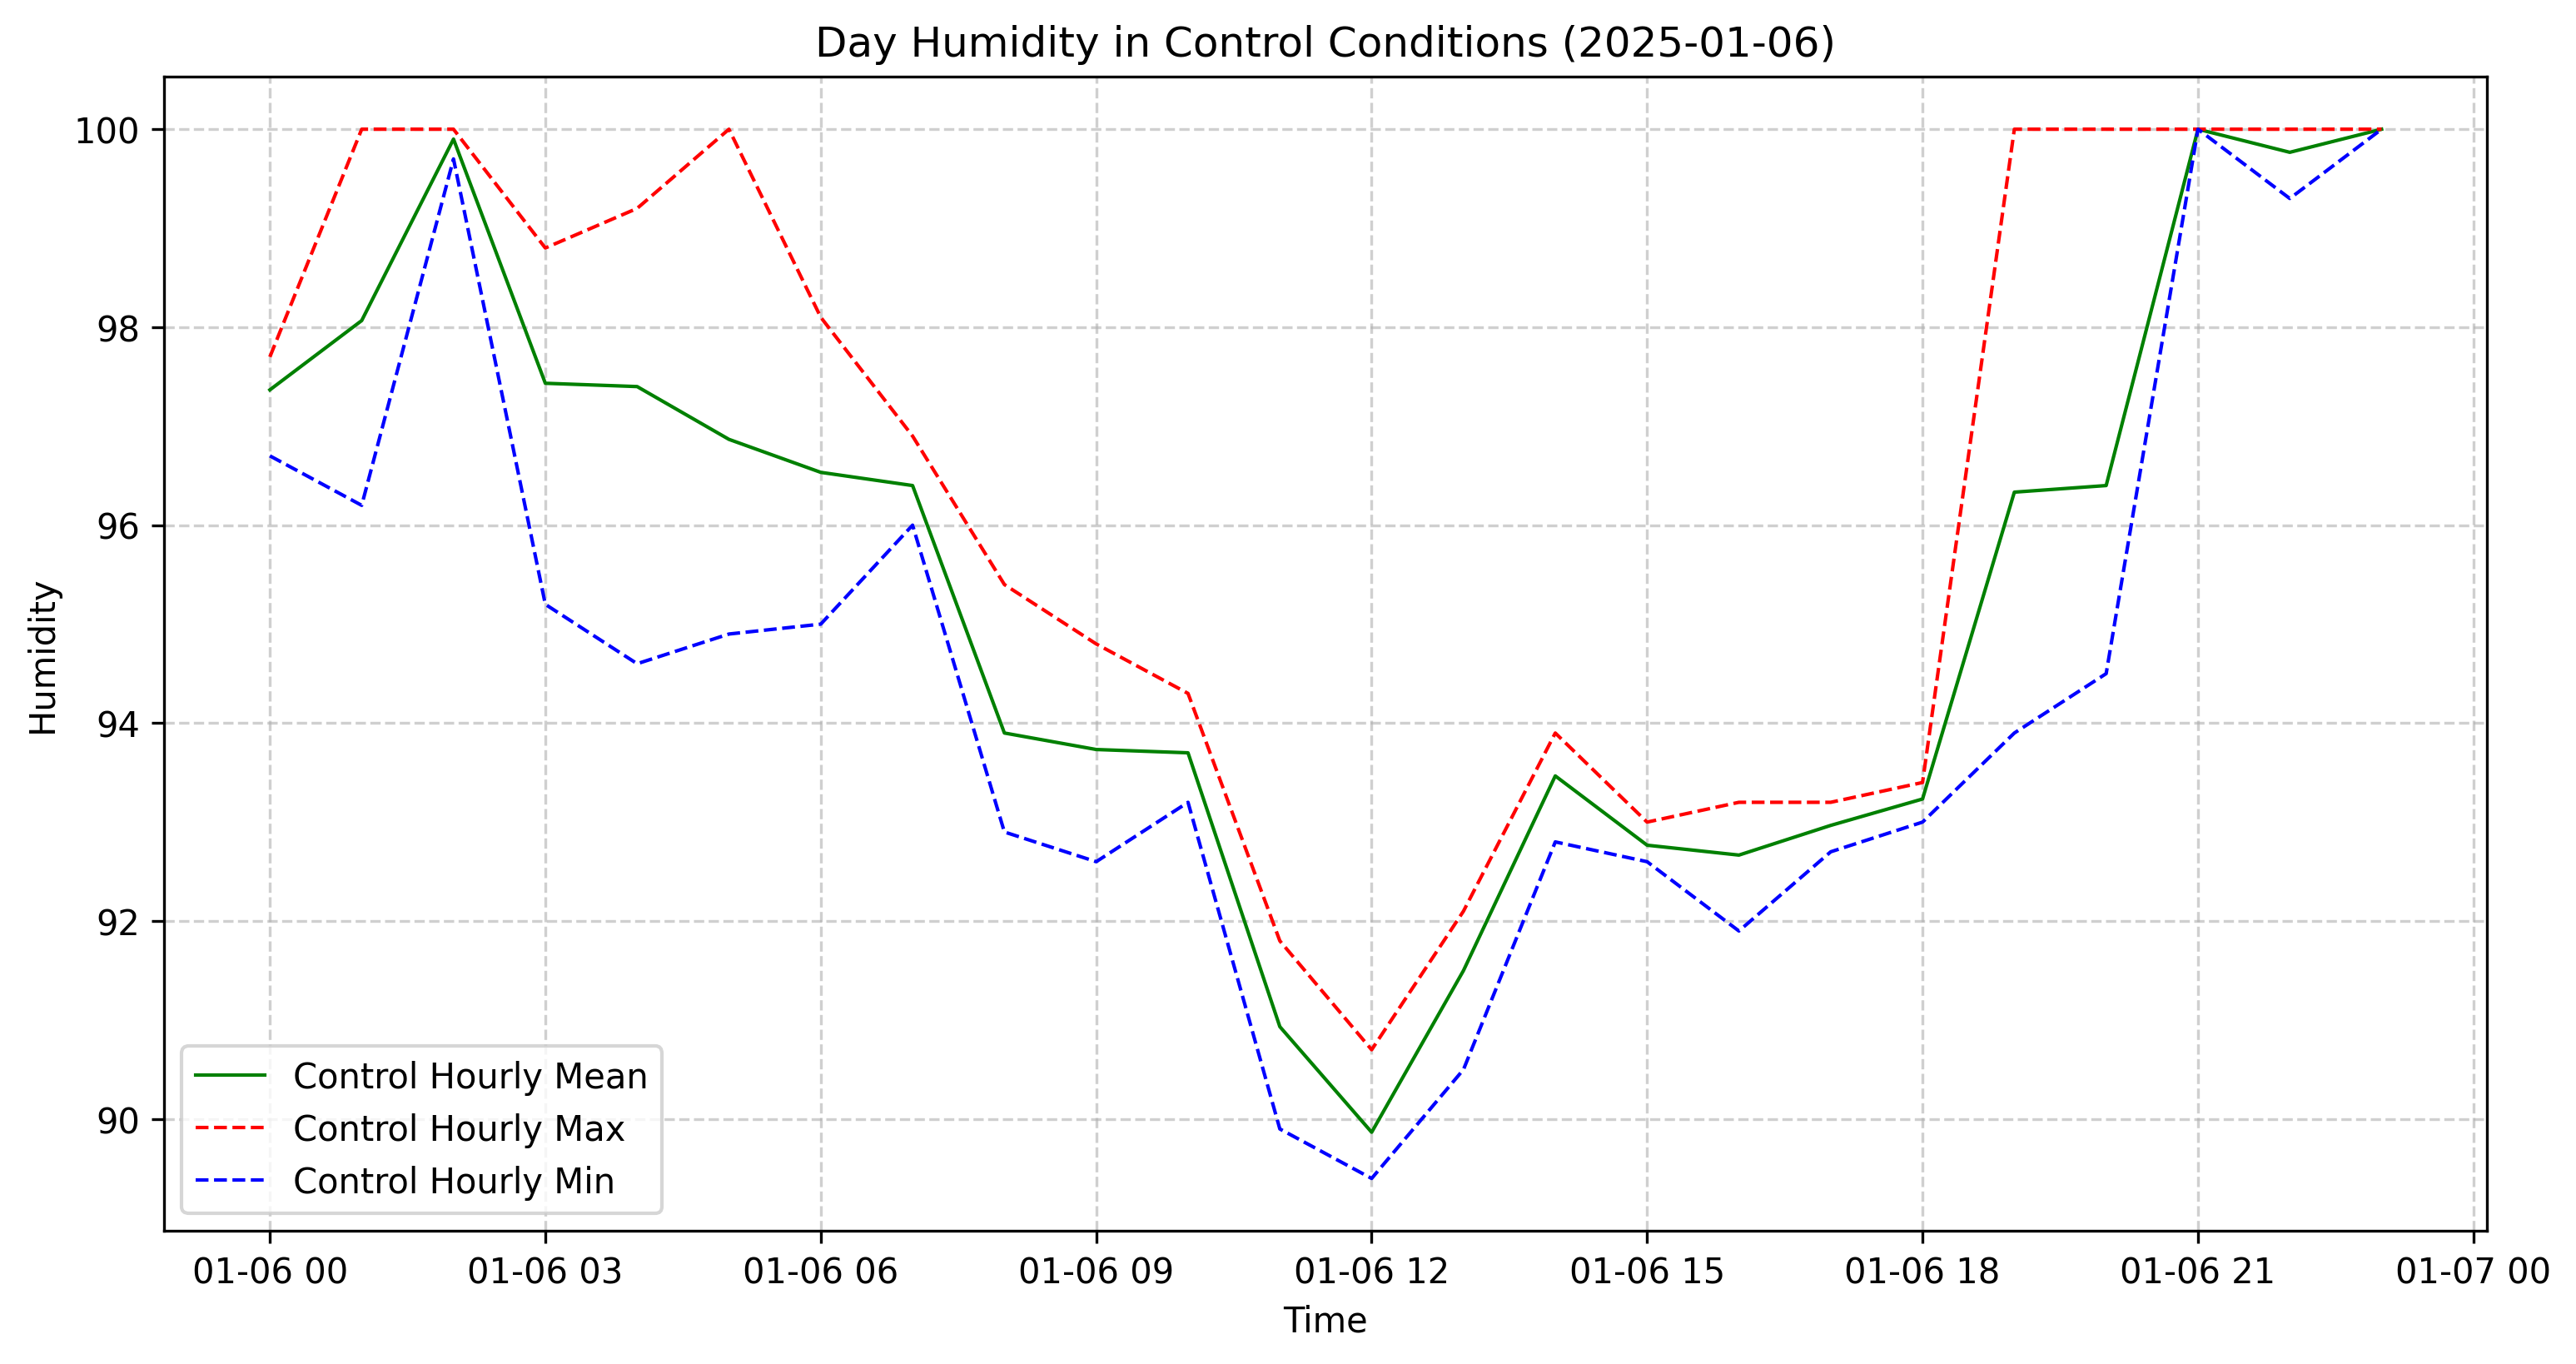 Day Humidity in Control Conditions (2025-01-06)
100
98
96
94
92
90
Humidity
Control Hourly Mean
Control Hourly Max
Control Hourly Min
01-06 00 01-06 03 01-06 06 01-06 09 01-06 12 01-06 15 01-06 18 01-06 21 01-07 00
Time